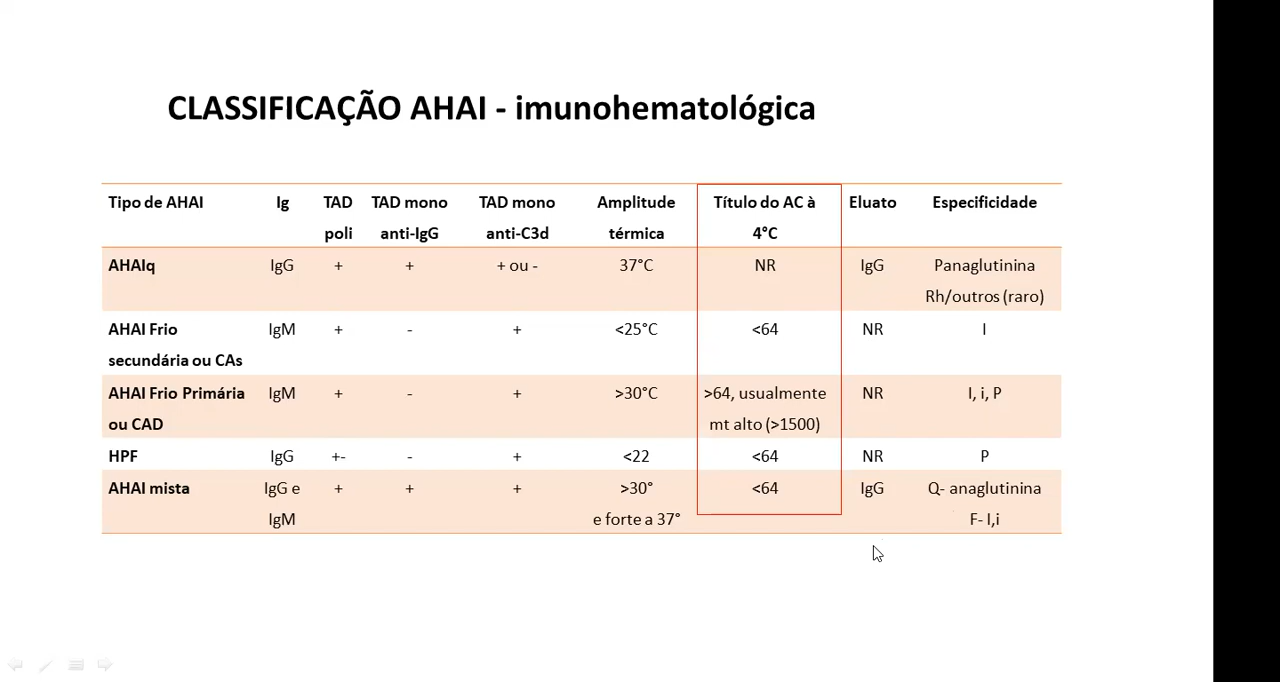 CLASSIFICAÇÃO AHAI - imunohematológica
Tipo de AHAI Ig TAD TAD mono TAD mono Amplitude Título do AC à Eluato Especificidade
poli anti-IgG anti-C3d térmica 4°C
AHAIq IgG + + + ou - 37°C NR IgG Panaglutinina
Rh/outros (raro)
AHAI Frio IgM + - + <25°C <64 NR I
secundária ou CAs
AHAI Frio Primária IgM + - + >30°C >64, usualmente NR I, i, P
ou CAD mt alto (>1500)
HPF IgG +- - + <22 <64 NR P
AHAI mista IgG e + + + >30° <64 IgG Q- anaglutinina
IgM e forte a 37° F- I,i